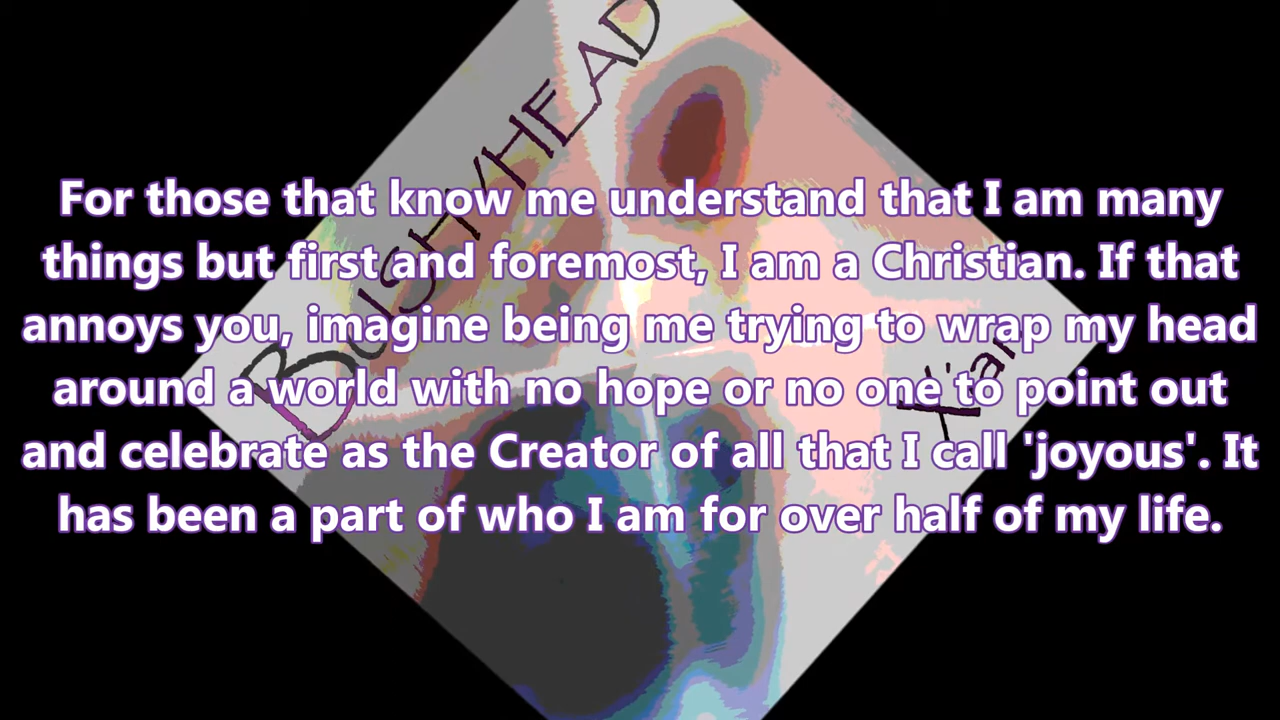 BUSHYHEAD
For those that know me understand that I am many
things but first and foremost, I am a Christian. If that
annoys you, imagine being me trying to wrap my head
around a world with no hope or no one to point out
and celebrate as the Creator of all that I call 'joyous'. It
has been a part of who I am for over half of my life.